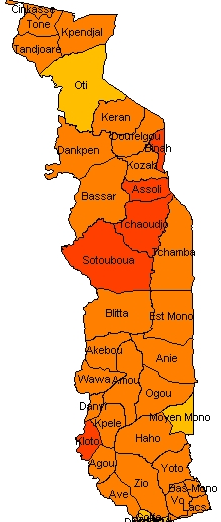 Cinkasse
Tone
Kpendjal
Tandjoare
Oti
Keran
Doufelgou
Binah
Dankpen
Kozah
Assoli
Bassar
Tchaoudjo
Tchamba
Sotouboua
Blitta
Est Mono
Akebou
Anie
Wawa
Amou
Ogou
Danyi
Moyen Mono
Kpele
Kloto
Haho
Agou
Yoto
Zio
Bas-Mono
Ave
Vo
Lacs